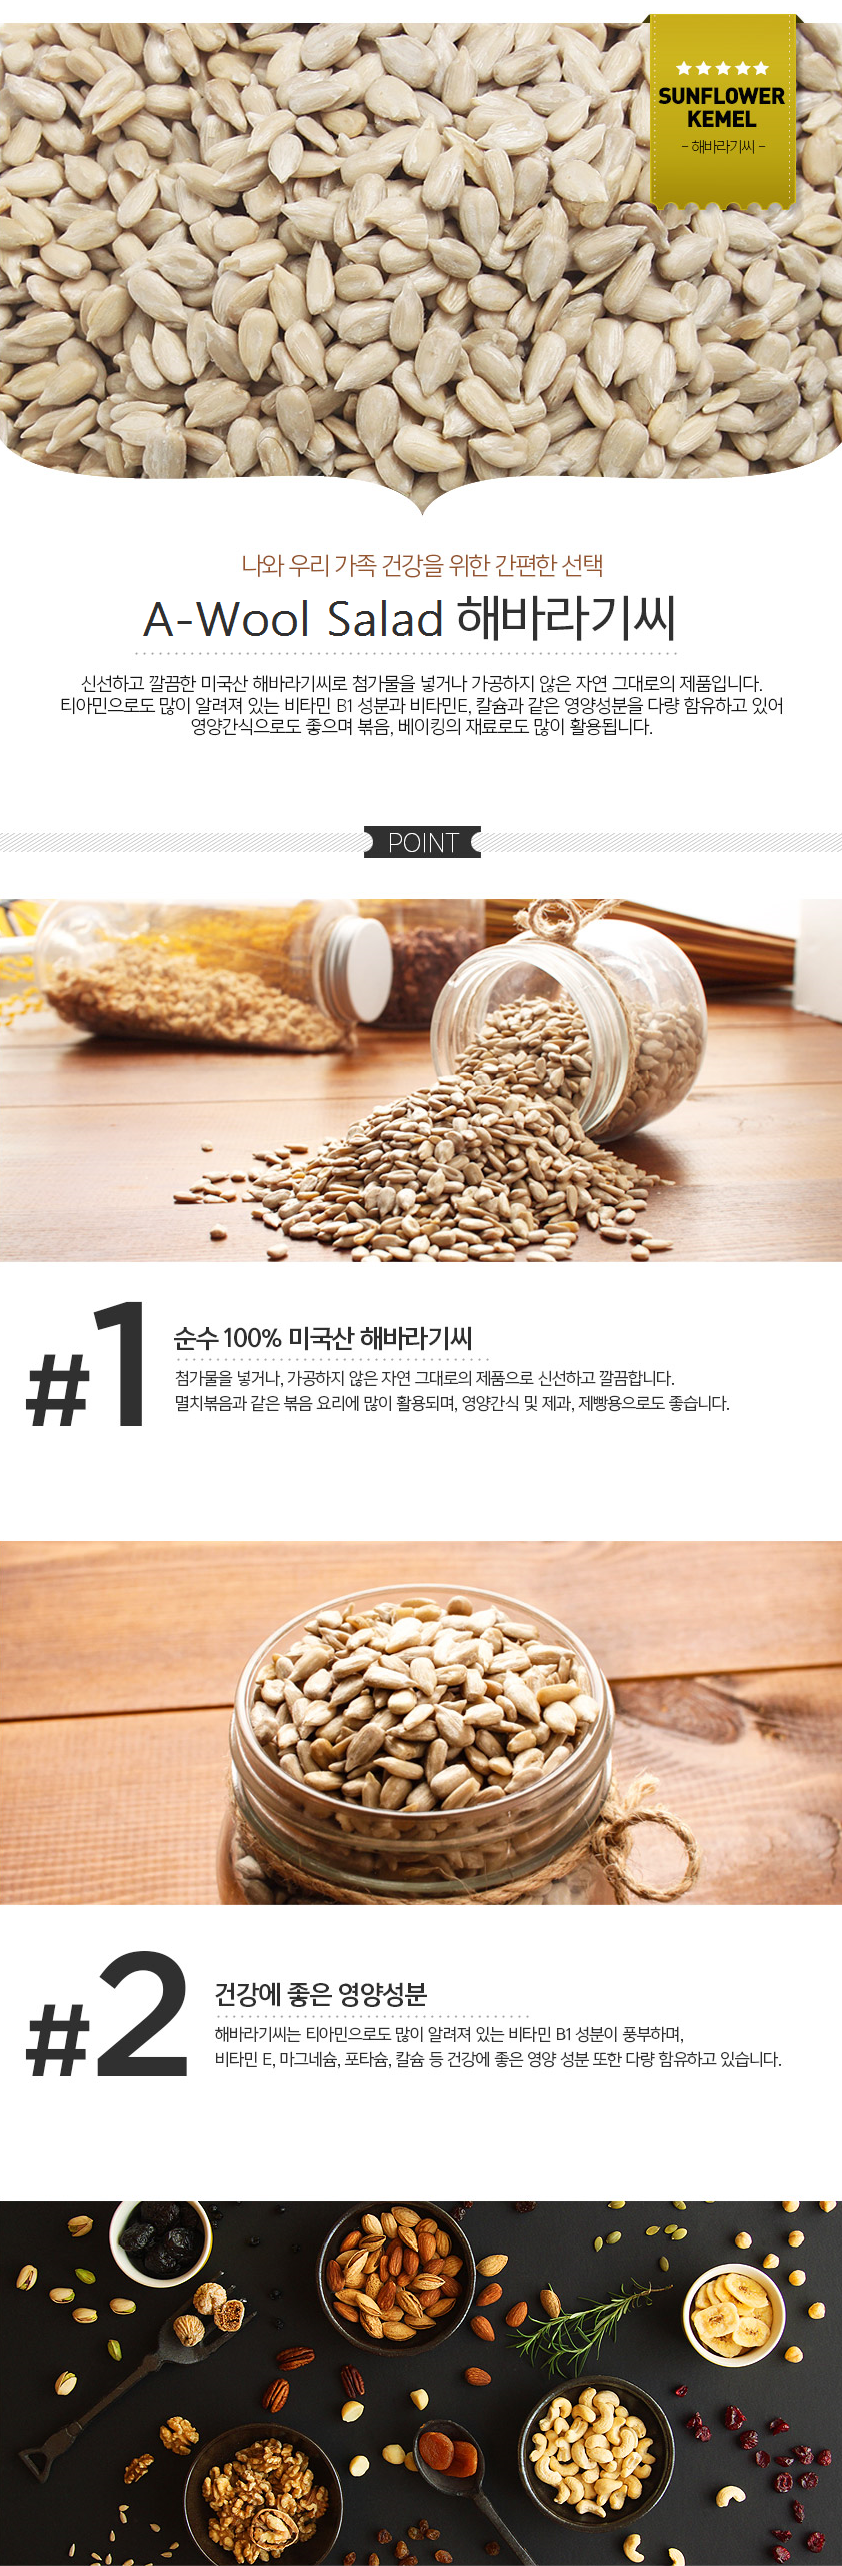 SUNFLOWER
KEMEL
- 해바라기씨 -
나와 우리 가족 건강을 위한 간편한 선택
A-Wool Salad 해바라기씨
신선하고 깔끔한 미국산 해바라기씨로 첨가물을 넣거나 가공하지 않은 자연 그대로의 제품입니다.
티아민으로도 많이 알려져 있는 비타민 B1 성분과 비타민E, 칼슘과 같은 영양성분을 다량 함유하고 있어
영양간식으로도 좋으며 볶음, 베이킹의 재료로도 많이 활용됩니다.
POINT
#1
순수 100% 미국산 해바라기씨
첨가물을 넣거나, 가공하지 않은 자연 그대로의 제품으로 신선하고 깔끔합니다.
멸치볶음과 같은 볶음 요리에 많이 활용되며, 영양간식 및 제과, 제빵용으로도 좋습니다.
#2
건강에 좋은 영양성분
해바라기씨는 티아민으로도 많이 알려져 있는 비타민 B1 성분이 풍부하며,
비타민 E, 마그네슘, 포타슘, 칼슘 등 건강에 좋은 영양 성분 또한 다량 함유하고 있습니다.